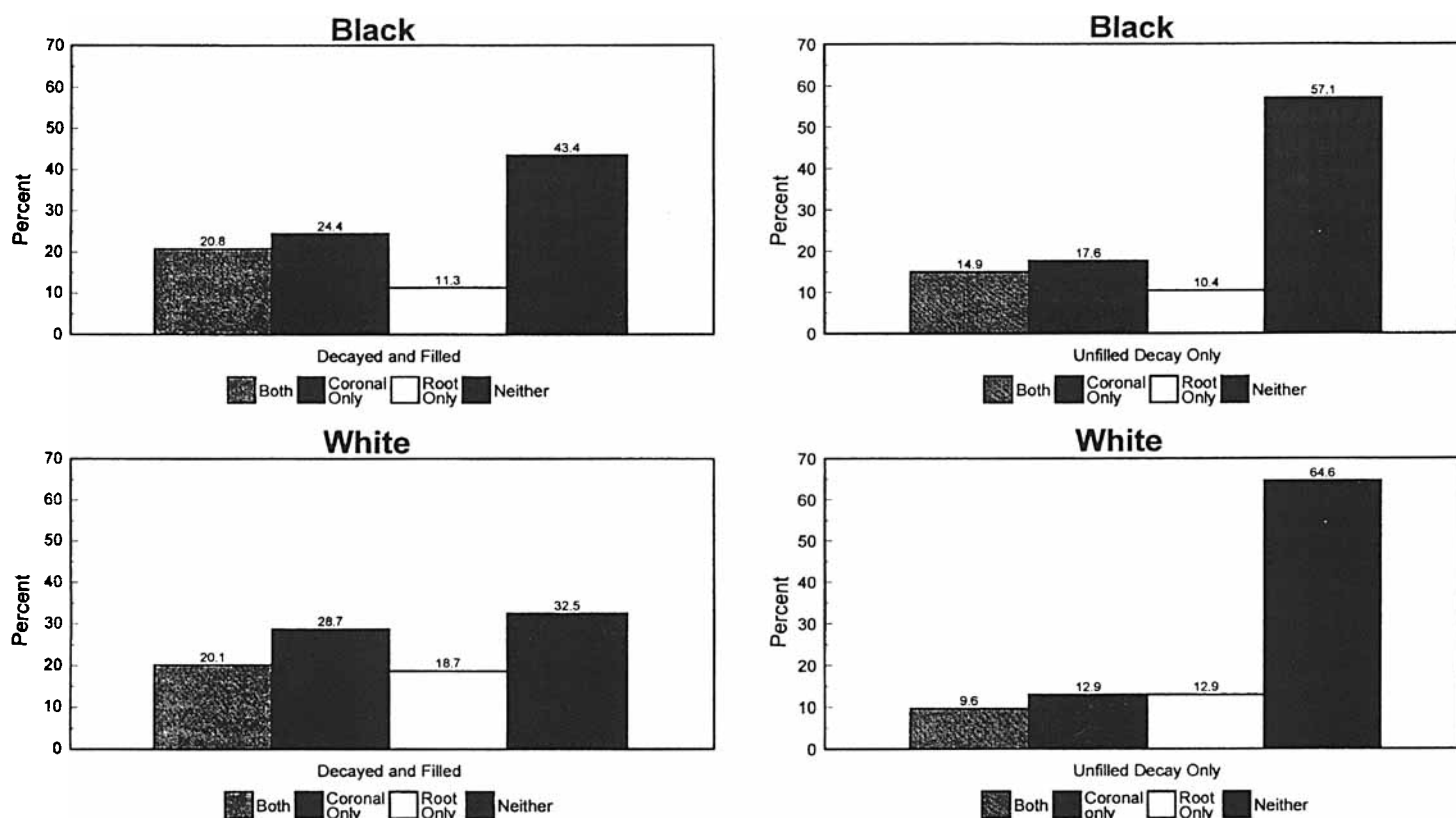 Black
70
60
50
40
30
20
10
0
Percent
20.8
24.4
11.3
43.4
Decayed and Filled
Both
Coronal
Only
Root
Only
Neither
Black
70
60
50
40
30
20
10
0
Percent
14.9
17.6
10.4
57.1
Unfilled Decay Only
Both
Coronal
Only
Root
Only
Neither
White
70
60
50
40
30
20
10
0
Percent
20.1
28.7
18.7
32.5
Decayed and Filled
Both
Coronal
Only
Root
Only
Neither
White
70
60
50
40
30
20
10
0
Percent
9.6
12.9
12.9
64.6
Unfilled Decay Only
Both
Coronal
only
Root
Only
Neither